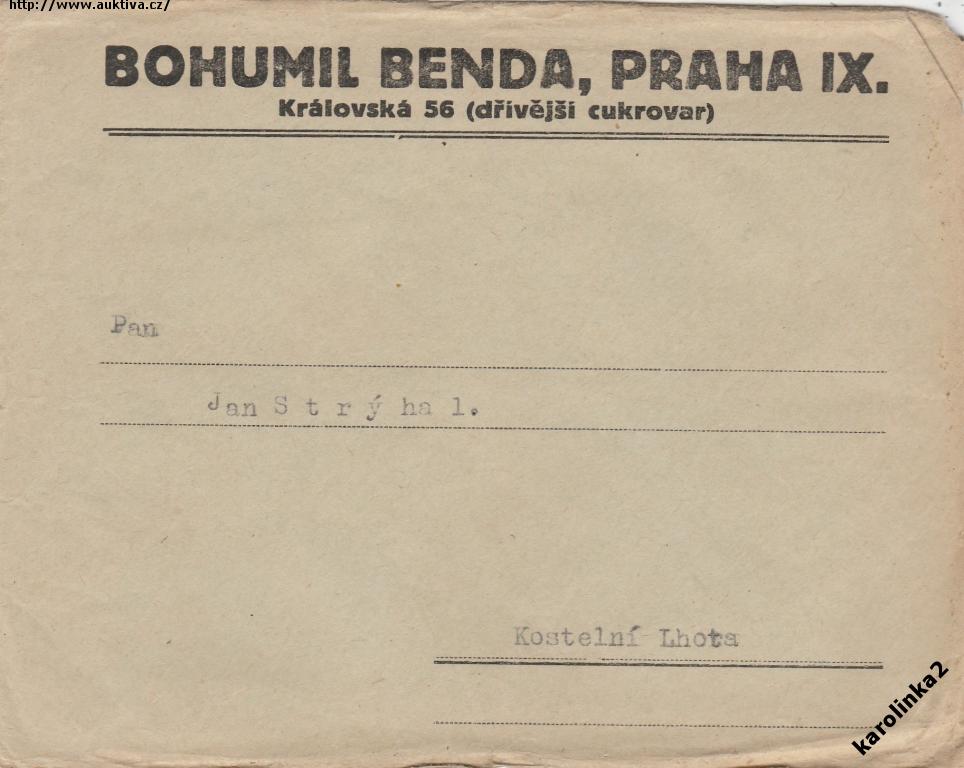 http://www.auktiva.cz/
BOHUMIL BENDA, PRAHA IX.
Královská 56 (dřívější cukrovar)
Pan
Jan S t r ý ha l.
Kostelní Lhota
karolinka2